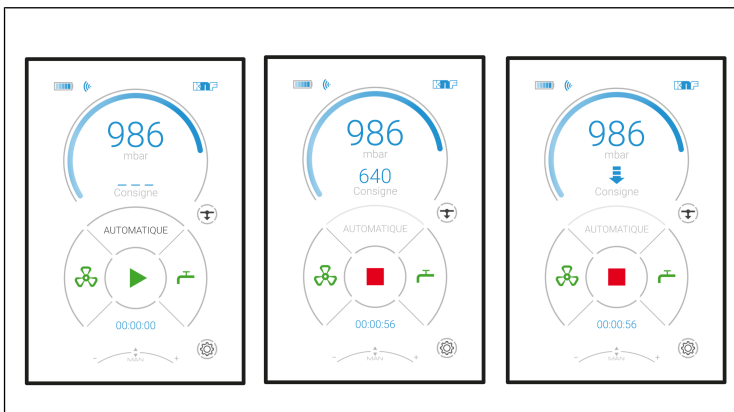 KNF
986
mbar
_ _ _
Consigne
AUTOMATIQUE
00:00:00
- MAN +
KNF
986
mbar
640
Consigne
AUTOMATIQUE
00:00:56
- MAN +
KNF
986
mbar
Consigne
AUTOMATIQUE
00:00:56
- MAN +